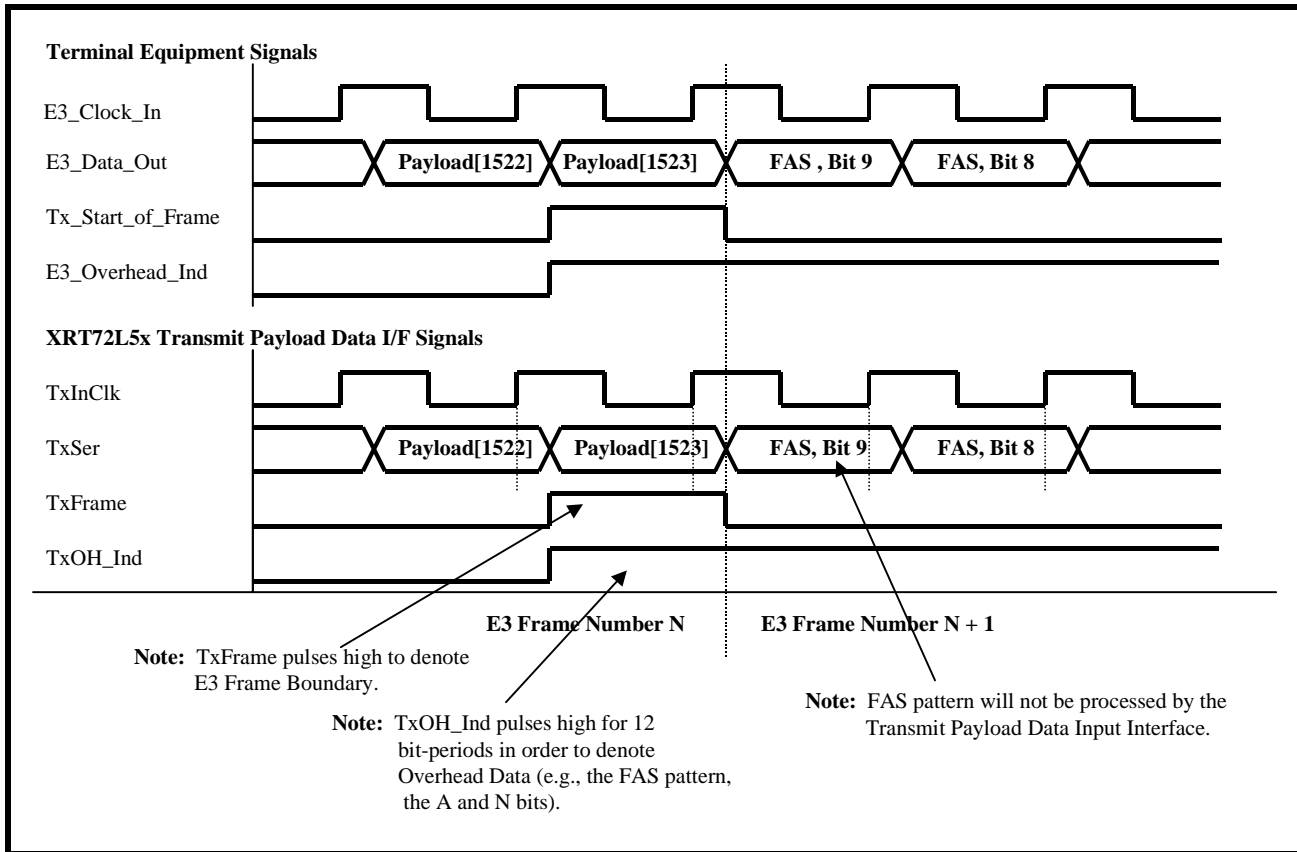 Terminal Equipment Signals
E3_Clock_In
E3_Data_Out
Payload[1522] Payload[1523] FAS , Bit 9 FAS, Bit 8
Tx_Start_of_Frame
E3_Overhead_Ind
XRT72L5x Transmit Payload Data I/F Signals
TxInClk
TxSer
Payload[1522] Payload[1523] FAS, Bit 9 FAS, Bit 8
TxFrame
TxOH_Ind
E3 Frame Number N E3 Frame Number N + 1
Note: TxFrame pulses high to denote
E3 Frame Boundary.
Note: FAS pattern will not be processed by the
Transmit Payload Data Input Interface.
Note: TxOH_Ind pulses high for 12
bit-periods in order to denote
Overhead Data (e.g., the FAS pattern,
the A and N bits).